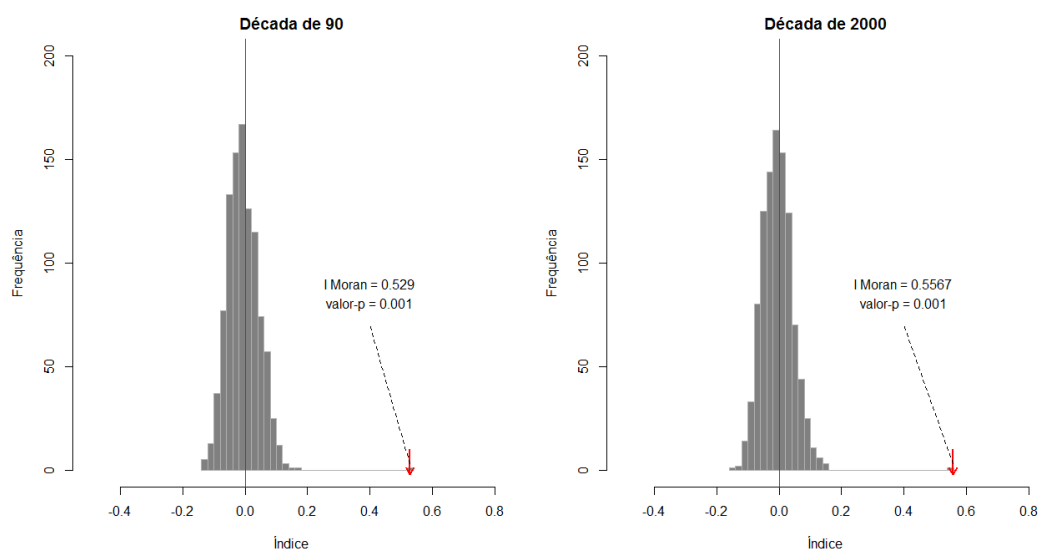 Década de 90
200
150
100
50
0
Frequência
I Moran = 0.529
valor-p = 0.001
-0.4 -0.2 0.0 0.2 0.4 0.6 0.8
Índice
Década de 2000
200
150
100
50
0
Frequência
I Moran = 0.5567
valor-p = 0.001
-0.4 -0.2 0.0 0.2 0.4 0.6 0.8
Índice